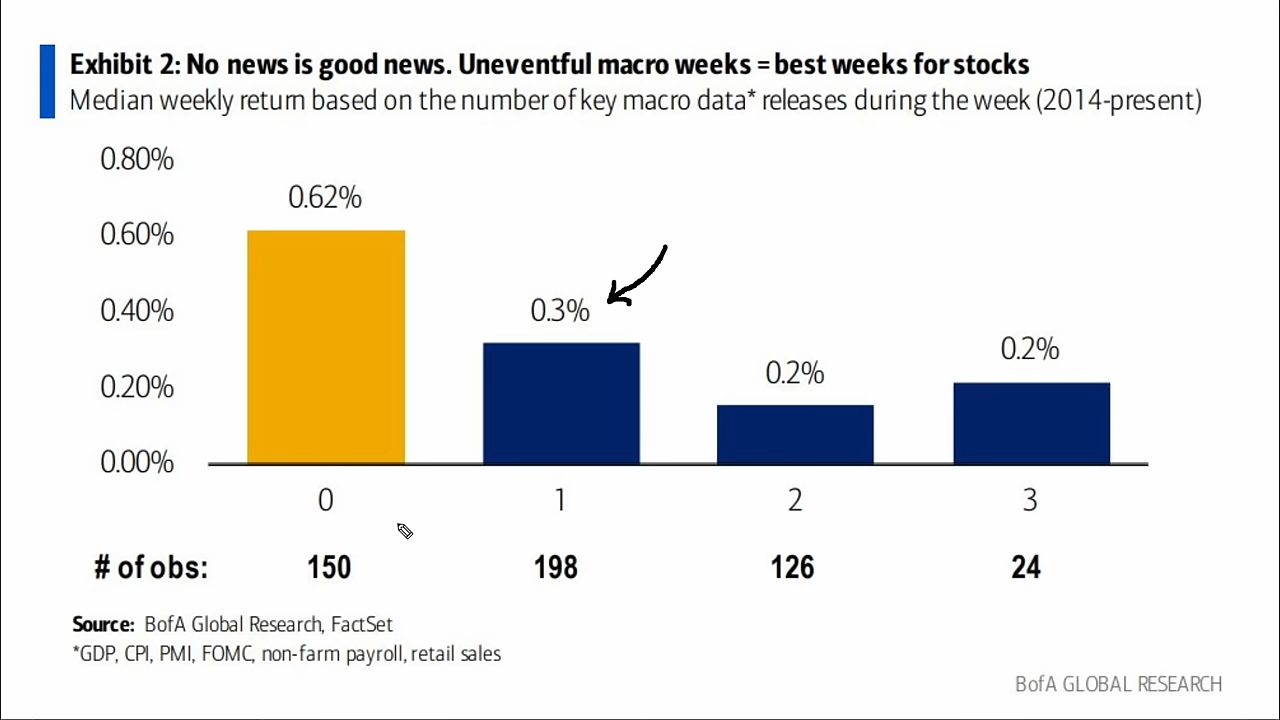 Exhibit 2: No news is good news. Uneventful macro weeks = best weeks for stocks
Median weekly return based on the number of key macro data* releases during the week (2014-present)
0.80%
0.62%
0.60%
0.40%
0.3%
0.2%
0.2%
0.20%
0.00%
0 1 2 3
# of obs: 150 198 126 24
Source: BofA Global Research, FactSet
*GDP, CPI, PMI, FOMC, non-farm payroll, retail sales
BofA GLOBAL RESEARCH